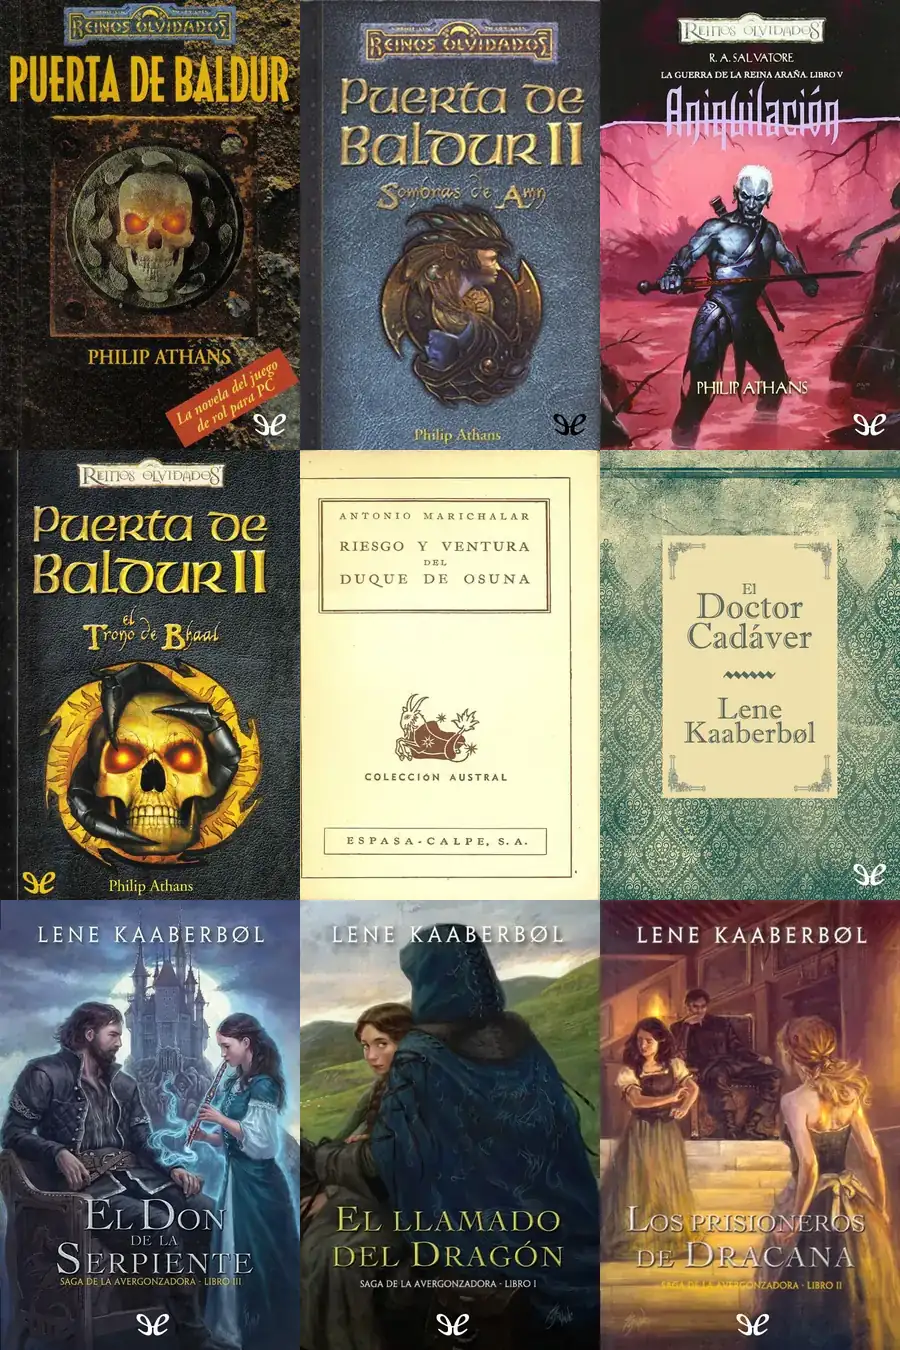 REINOS OLVIDADOS
PUERTA DE BALDUR
PHILIP ATHANS
La novela del juego
de rol para PC
REINOS OLVIDADOS
Puerta de
Baldur II
Sombras de Amn
Philip Athans
REINOS OLVIDADOS
R. A. SALVATORE
LA GUERRA DE LA REINA ARAÑA. LIBRO V
Aniquilación
PHILIP ATHANS
REINOS OLVIDADOS
Puerta de
Baldur II
el
Trono de Bhaal
Philip Athans
ANTONIO MARICHALAR
RIESGO Y VENTURA
DEL
DUQUE DE OSUNA
COLECCIÓN AUSTRAL
ESPASA-CALPE, S. A.
El
Doctor
Cadáver
Lene
Kaaberbøl
LENE KAABERBØL
EL DON
DE LA
SERPIENTE
SAGA DE LA AVERGONZADORA · LIBRO III
LENE KAABERBØL
EL LLAMADO
DEL DRAGÓN
SAGA DE LA AVERGONZADORA · LIBRO I
LENE KAABERBØL
LOS PRISIONEROS
DE DRACANA
SAGA DE LA AVERGONZADORA · LIBRO II